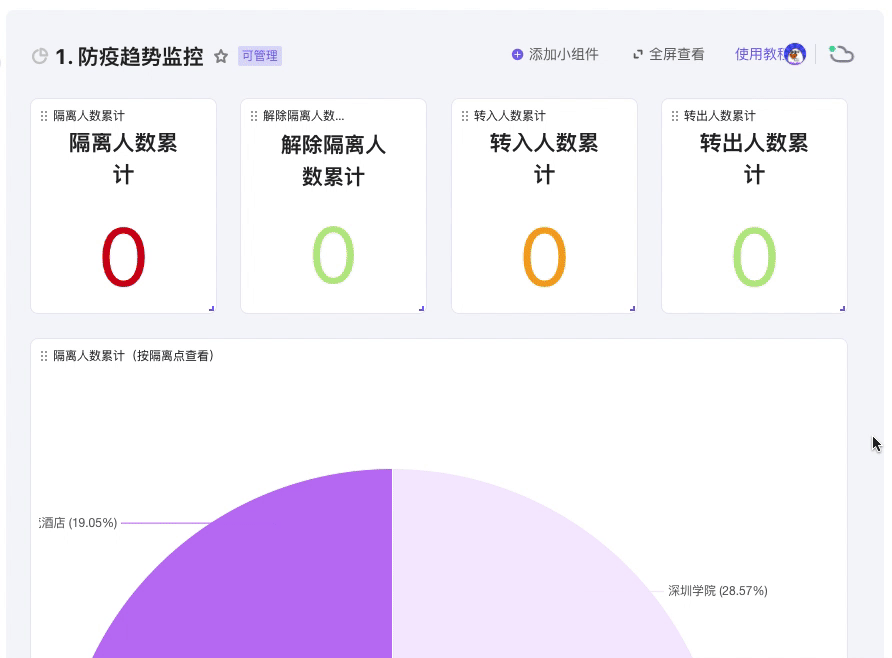 1. 防疫趋势监控
可管理
添加小组件
全屏查看
使用教程
隔离人数累计
隔离人数累
计
0
解除隔离人数...
解除隔离人
数累计
0
转入人数累计
转入人数累
计
0
转出人数累计
转出人数累
计
0
隔离人数累计（按隔离点查看）
酒店 (19.05%)
深圳学院 (28.57%)